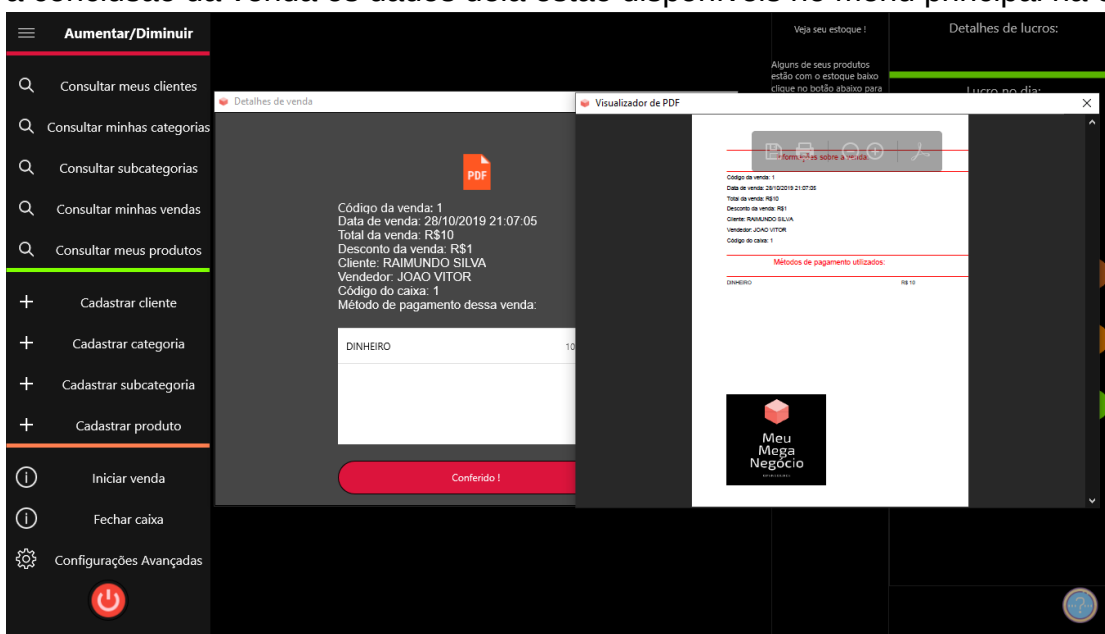 a conclusão da venda os dados dela estão disponíveis no menu principal na
Aumentar/Diminuir
Consultar meus clientes
Consultar minhas categorias
Consultar subcategorias
Consultar minhas vendas
Consultar meus produtos
Cadastrar cliente
Cadastrar categoria
Cadastrar subcategoria
Cadastrar produto
Iniciar venda
Fechar caixa
Configurações Avançadas
Detalhes de venda
PDF
Código da venda: 1
Data de venda: 28/10/2019 21:07:05
Total da venda: R$10
Desconto da venda: R$1
Cliente: RAIMUNDO SILVA
Vendedor: JOAO VITOR
Código do caixa: 1
Método de pagamento dessa venda:
DINHEIRO 10
Conferido !
Visualizador de PDF
Informações sobre a venda:
Código da venda: 1
Data de venda: 28/10/2019 21:07:05
Total da venda: R$10
Desconto da venda: R$1
Cliente: RAIMUNDO SILVA
Vendedor: JOAO VITOR
Código do caixa: 1
Métodos de pagamento utilizados:
DINHEIRO R$ 10
Meu
Mega
Negócio
Veja seu estoque !
Alguns de seus produtos
estão com o estoque baixo
clique no botão abaixo para
Detalhes de lucros:
Lucro no dia: